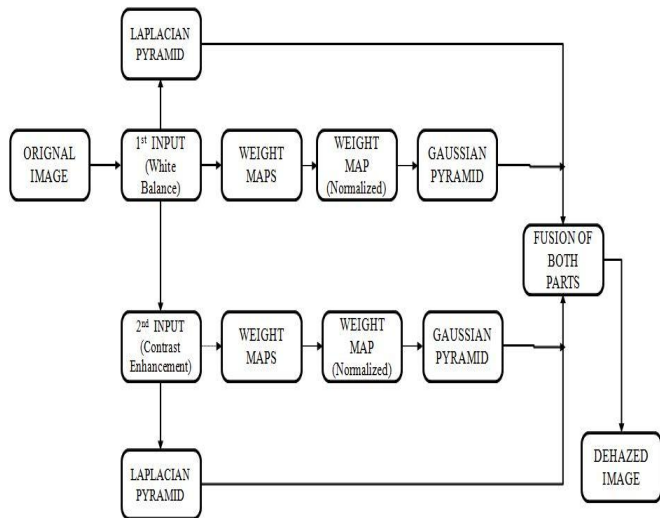 LAPLACIAN
PYRAMID
ORIGNAL
IMAGE
1st INPUT
(White
Balance)
WEIGHT
MAPS
WEIGHT
MAP
(Normalized)
GAUSSIAN
PYRAMID
FUSION OF
BOTH
PARTS
2nd INPUT
(Contrast
Enhancement)
WEIGHT
MAPS
WEIGHT
MAP
(Normalized)
GAUSSIAN
PYRAMID
LAPLACIAN
PYRAMID
DEHAZED
IMAGE